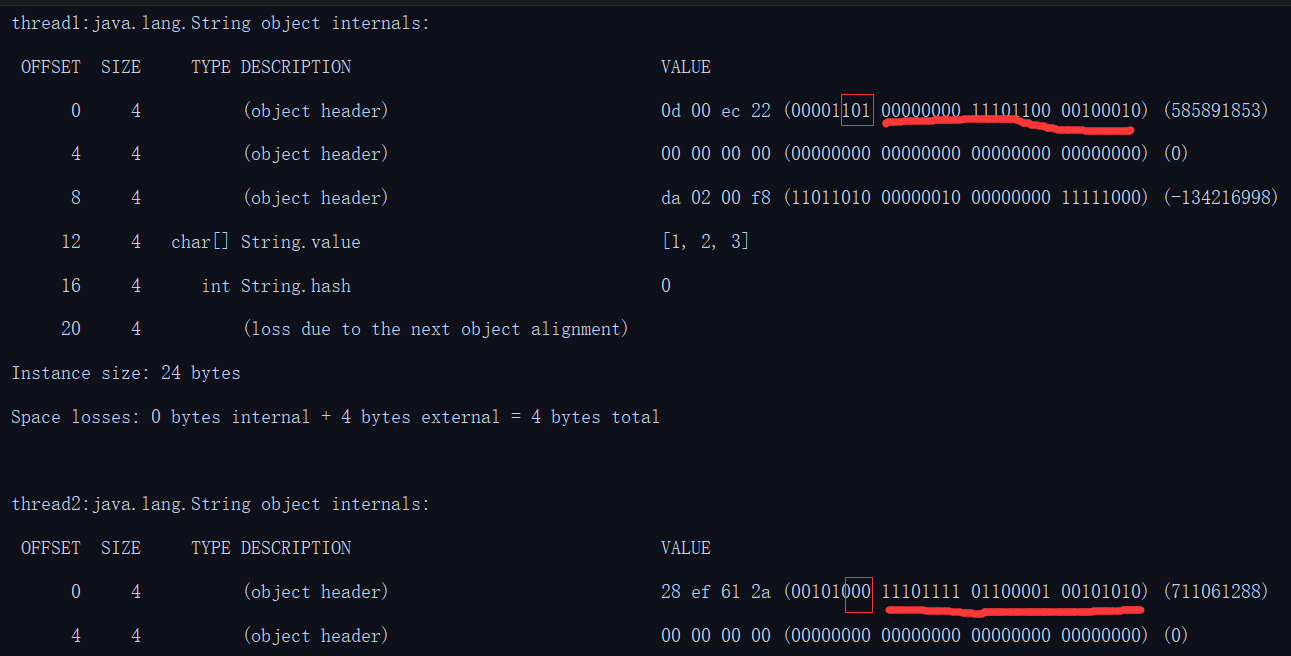 thread1:java.lang.String object internals:
OFFSET  SIZE     TYPE DESCRIPTION                               VALUE
0     4          (object header)                           0d 00 ec 22 (00001101 00000000 11101100 00100010) (585891853)
4     4          (object header)                           00 00 00 00 (00000000 00000000 00000000 00000000) (0)
8     4          (object header)                           da 02 00 f8 (11011010 00000010 00000000 11111000) (-134216998)
12     4   char[] String.value                              [1, 2, 3]
16     4      int String.hash                               0
20     4          (loss due to the next object alignment)
Instance size: 24 bytes
Space losses: 0 bytes internal + 4 bytes external = 4 bytes total
thread2:java.lang.String object internals:
OFFSET  SIZE     TYPE DESCRIPTION                               VALUE
0     4          (object header)                           28 ef 61 2a (00101000 11101111 01100001 00101010) (711061288)
4     4          (object header)                           00 00 00 00 (00000000 00000000 00000000 00000000) (0)